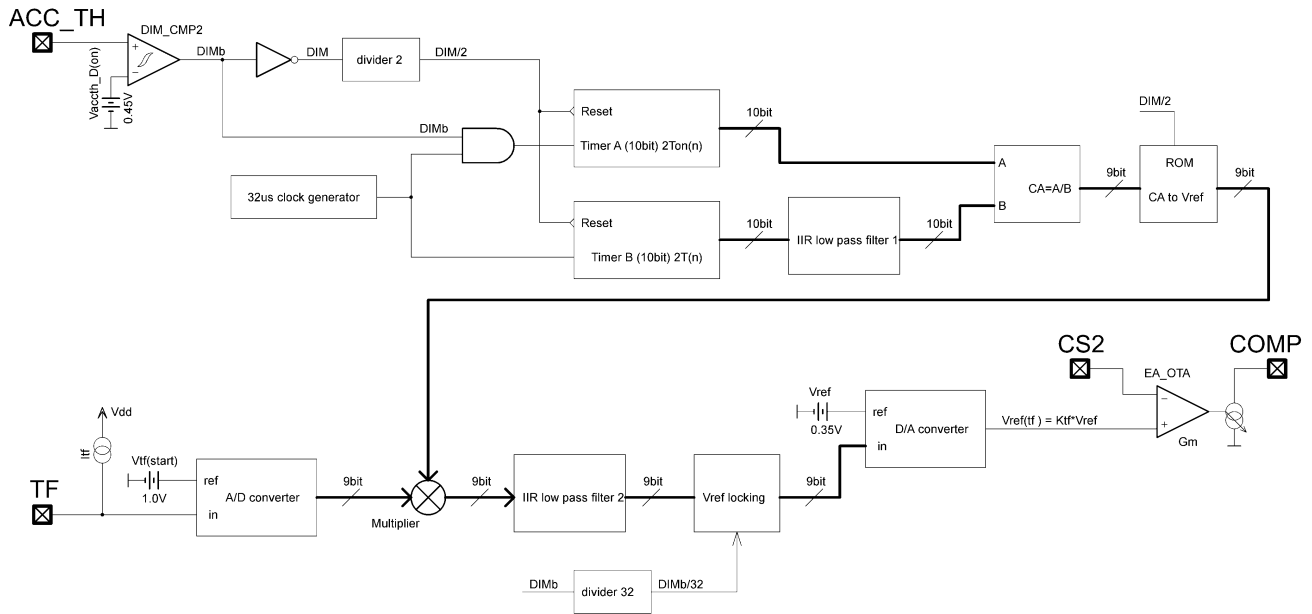 ACC_TH
DIM_CMP2
+
−
DIMb
DIM
divider 2
DIM/2
Vaccth_D(on)
0.45V
DIMb
32us clock generator
Reset
Timer A (10bit) 2Ton(n)
10bit
Reset
Timer B (10bit) 2T(n)
10bit
IIR low pass filter 1
10bit
A
CA=A/B
B
9bit
DIM/2
ROM
CA to Vref
9bit
CS2
COMP
EA_OTA
−
+
Gm
Vref
0.35V
ref
D/A converter
in
Vref(tf ) = Ktf*Vref
Vdd
Itf
Vtf(start)
1.0V
TF
ref
A/D converter
in
9bit
Multiplier
9bit
IIR low pass filter 2
9bit
Vref locking
9bit
DIMb
divider 32
DIMb/32